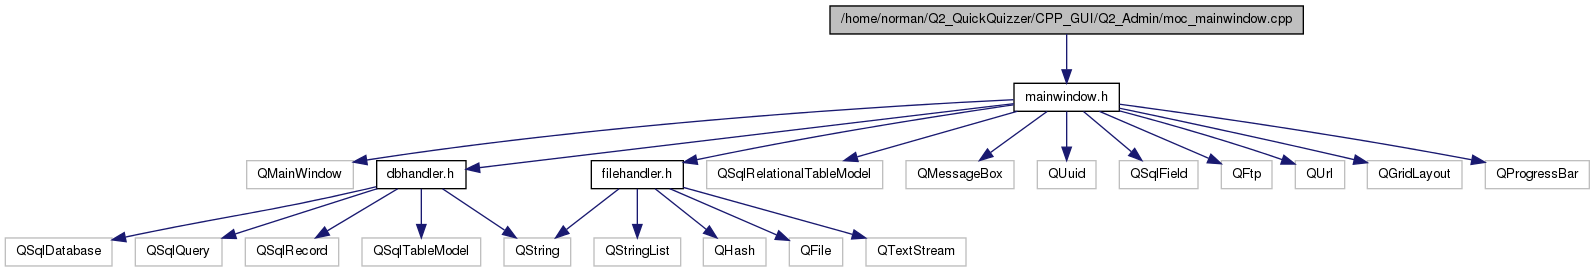 /home/norman/Q2_QuickQuizzer/CPP_GUI/Q2_Admin/moc_mainwindow.cpp
mainwindow.h
QMainWindow
dbhandler.h
filehandler.h
QSqlRelationalTableModel
QMessageBox
QUuid
QSqlField
QFtp
QUrl
QGridLayout
QProgressBar
QSqlDatabase
QSqlQuery
QSqlRecord
QSqlTableModel
QString
QStringList
QHash
QFile
QTextStream